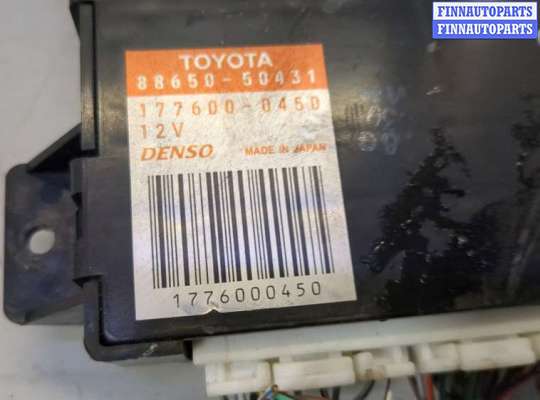 FINNAUTOPARTS
FINNAUTOPARTS
TOYOTA
88650-50431
177600-0450
12V
DENSO MADE IN JAPAN
1776000450